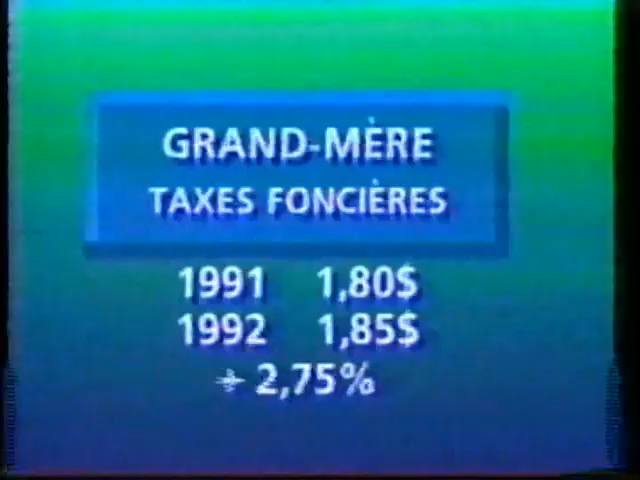 GRAND-MÈRE
TAXES FONCIÈRES
1991 1,80$
1992 1,85$
+ 2,75%